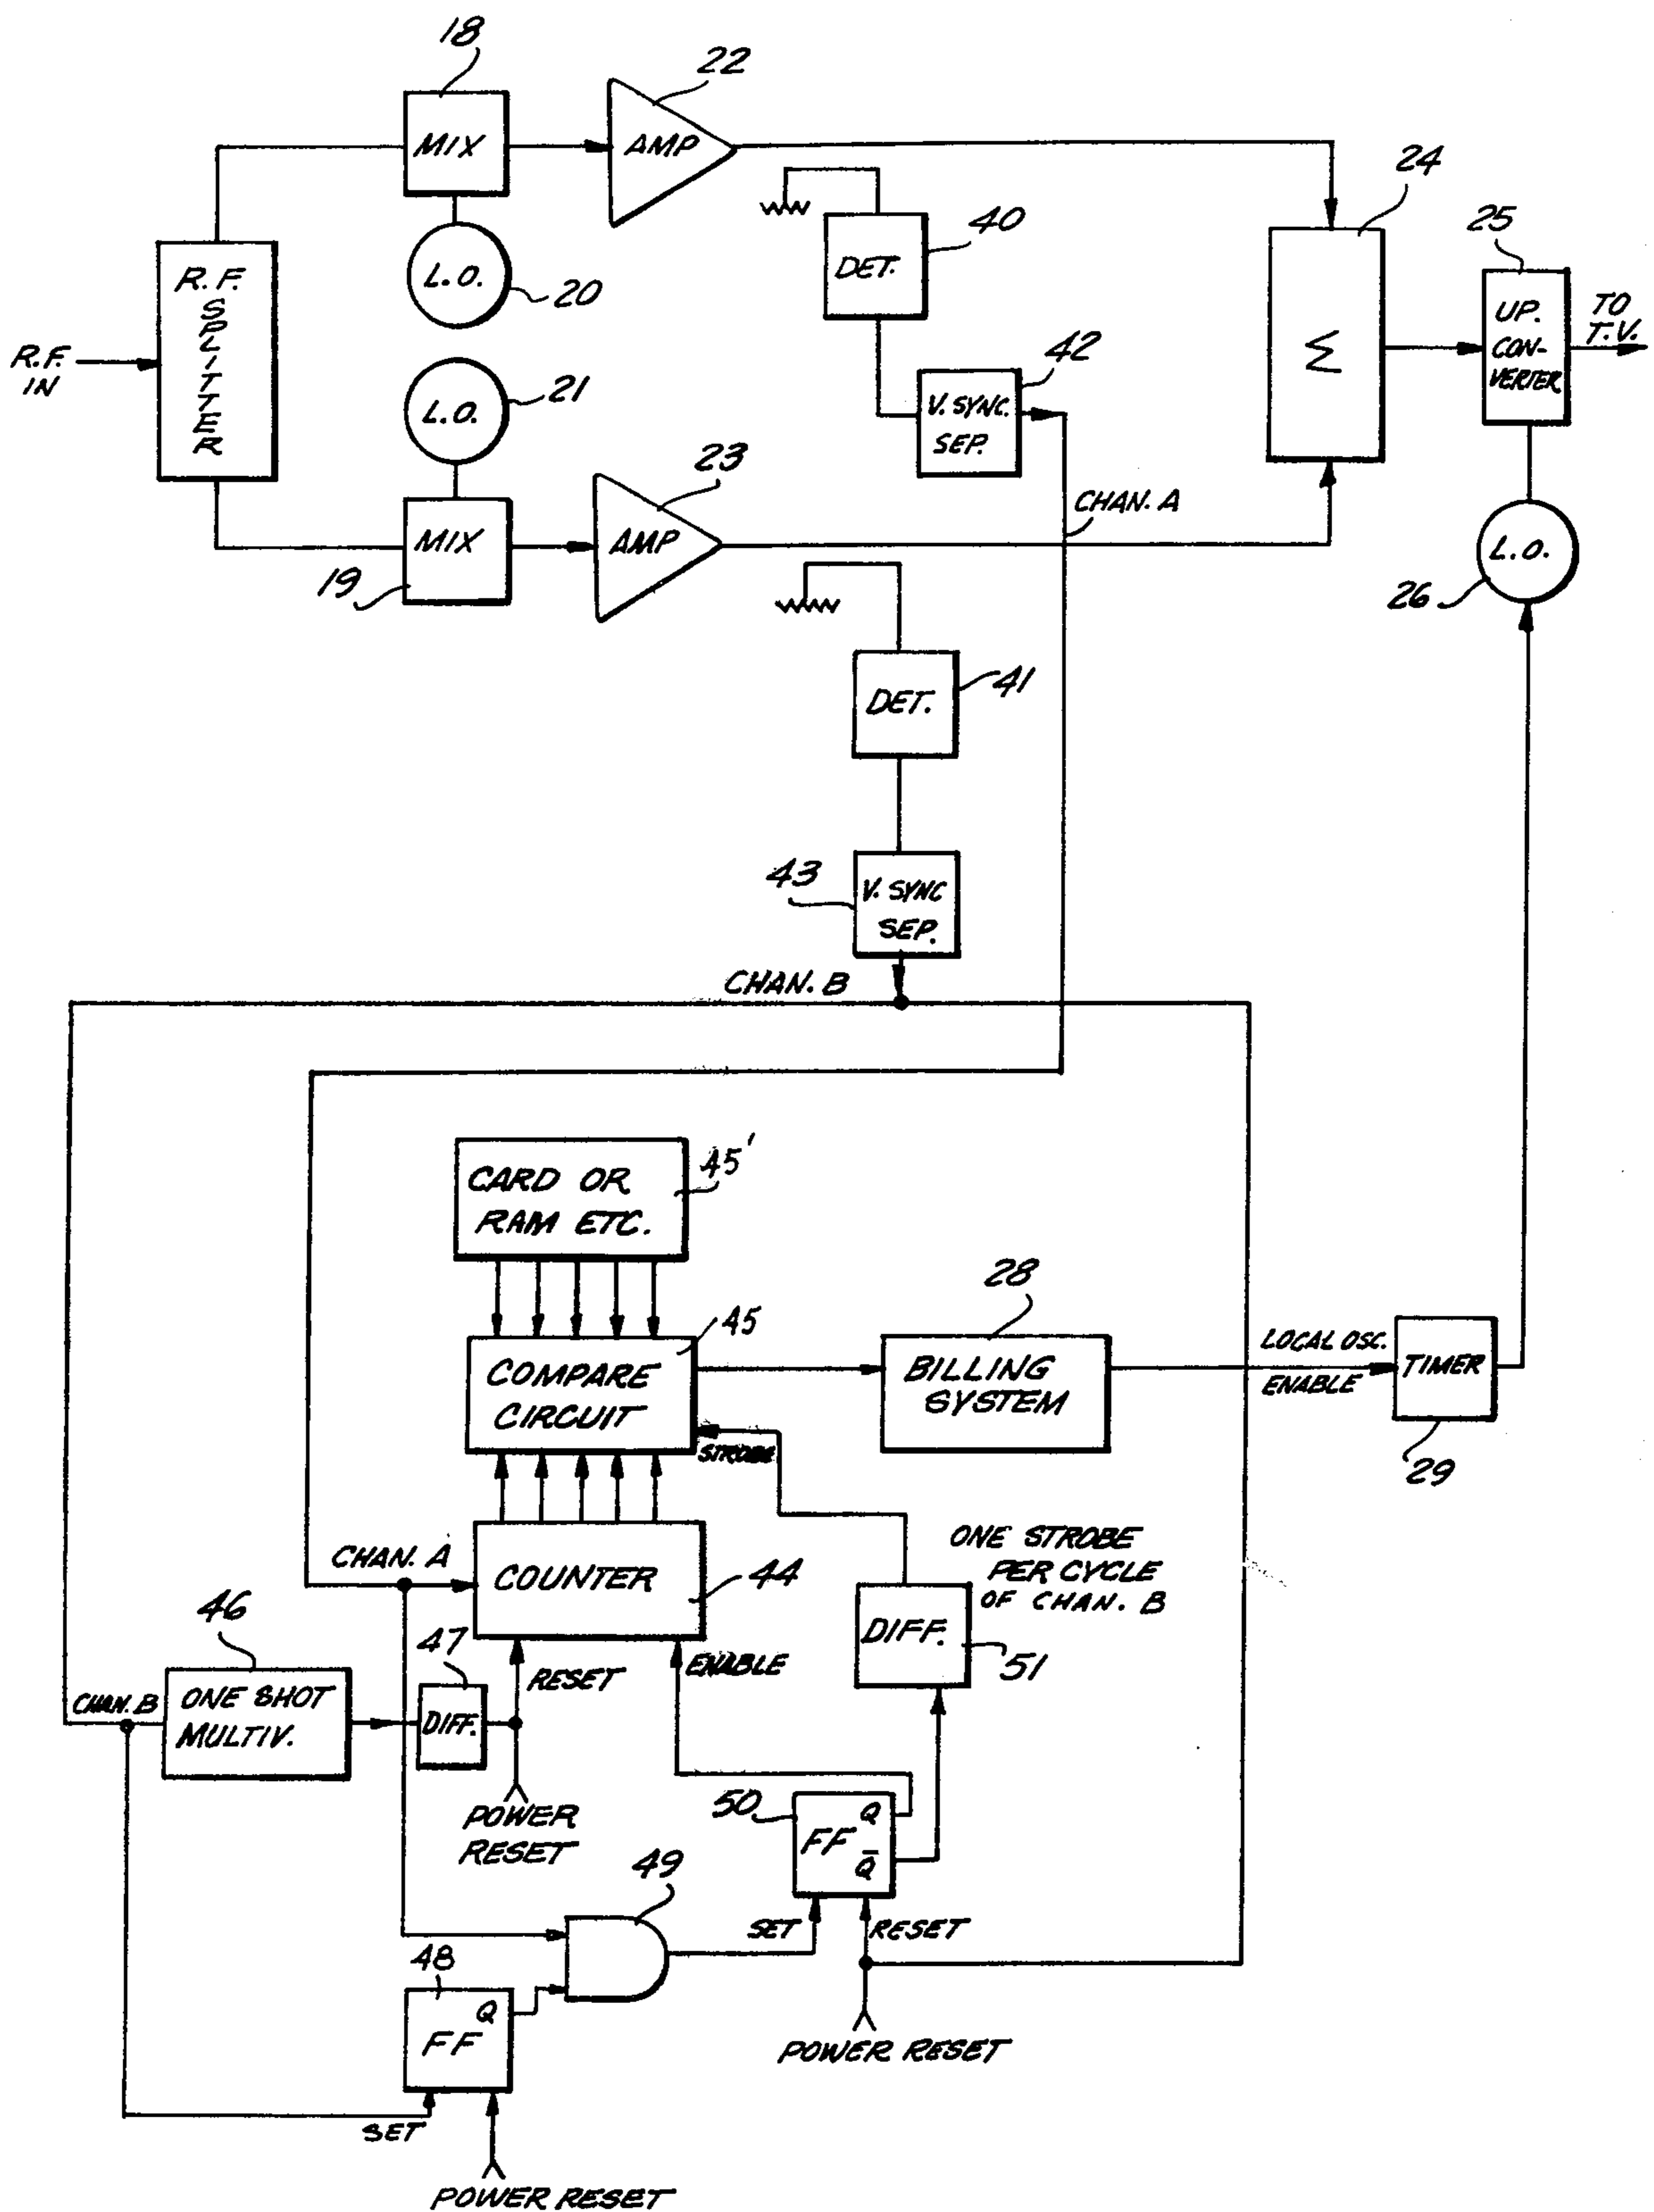 18
22
MIX
AMP
24
R.F.
SPLITTER
L.O.
20
40
DET.
25
UP.
CON-
VERTER
TO
T.V.
R.F.
IN
L.O.
21
42
V. SYNC.
SEP.
Σ
23
CHAN. A
MIX
AMP
19
L.O.
26
41
DET.
43
V. SYNC
SEP.
CHAN. B
CARD OR
RAM ETC.
45'
28
45
COMPARE
CIRCUIT
BILLING
SYSTEM
LOCAL OSC.
ENABLE
TIMER
29
STROBE
CHAN. A
COUNTER
44
ONE STROBE
PER CYCLE
OF CHAN. B
DIFF.
51
46
47
RESET
ENABLE
CHAN. B
ONE SHOT
MULTIV.
DIFF.
POWER
RESET
50
FF
Q
Q̅
49
SET
RESET
48
Q
FF
POWER RESET
SET
POWER RESET